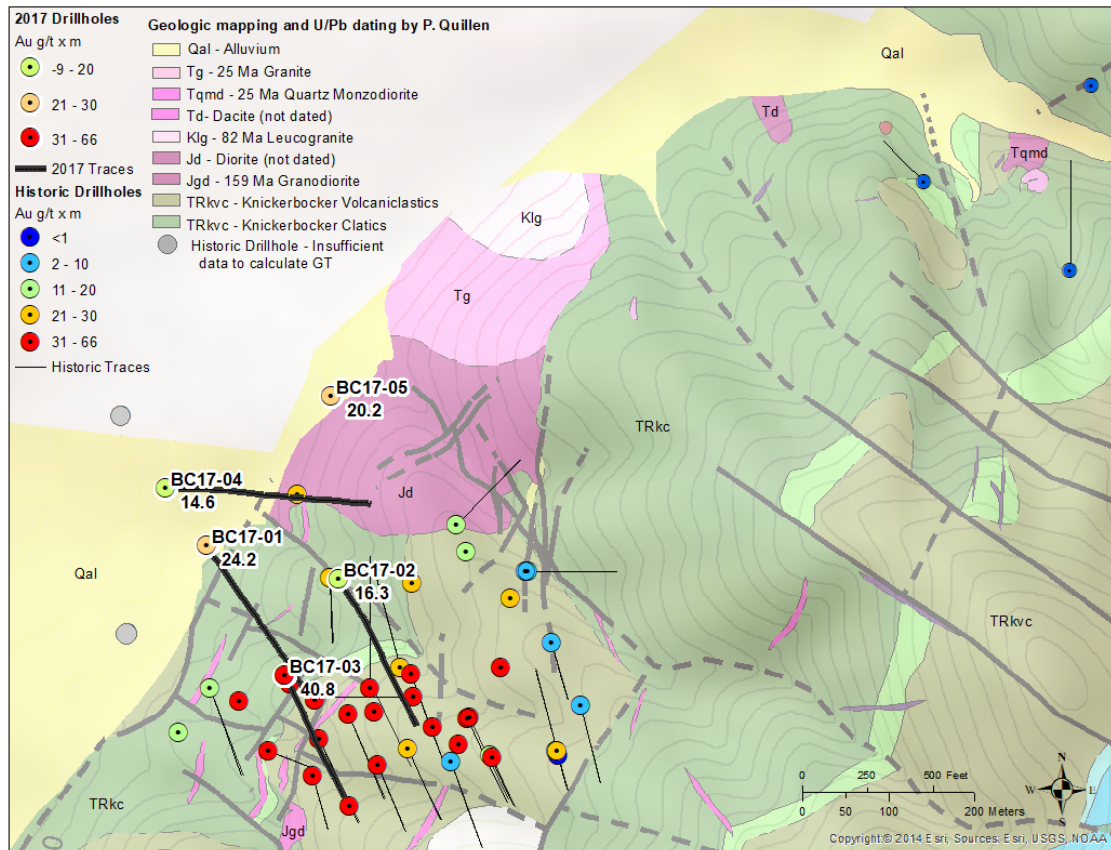 2017 Drillholes
Au g/t x m
-9 - 20
21 - 30
31 - 66
2017 Traces
Historic Drillholes
Au g/t x m
<1
2 - 10
11 - 20
21 - 30
31 - 66
Historic Traces
Geologic mapping and U/Pb dating by P. Quillen
Qal - Alluvium
Tg - 25 Ma Granite
Tqmd - 25 Ma Quartz Monzodiorite
Td- Dacite (not dated)
Klg - 82 Ma Leucogranite
Jd - Diorite (not dated)
Jgd - 159 Ma Granodiorite
TRkvc - Knickerbocker Volcaniclastics
TRkvc - Knickerbocker Clatics
Historic Drillhole - Insufficient
data to calculate GT
Qal
Td
Tqmd
Klg
Tg
BC17-05
20.2
TRkc
BC17-04
14.6
Jd
BC17-01
24.2
BC17-02
16.3
Qal
TRkvc
BC17-03
40.8
TRkc
Jgd
0 250 500 Feet
0 50 100 200 Meters
N
W E
S
Copyright:© 2014 Esri, Sources: Esri, USGS, NOAA